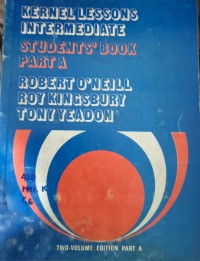 KERNEL LESSONS
INTERMEDIATE
STUDENTS' BOOK
PART A
ROBERT O'NEILL
ROY KINGSBURY
TONY YEADON
TWO-VOLUME EDITION PART A